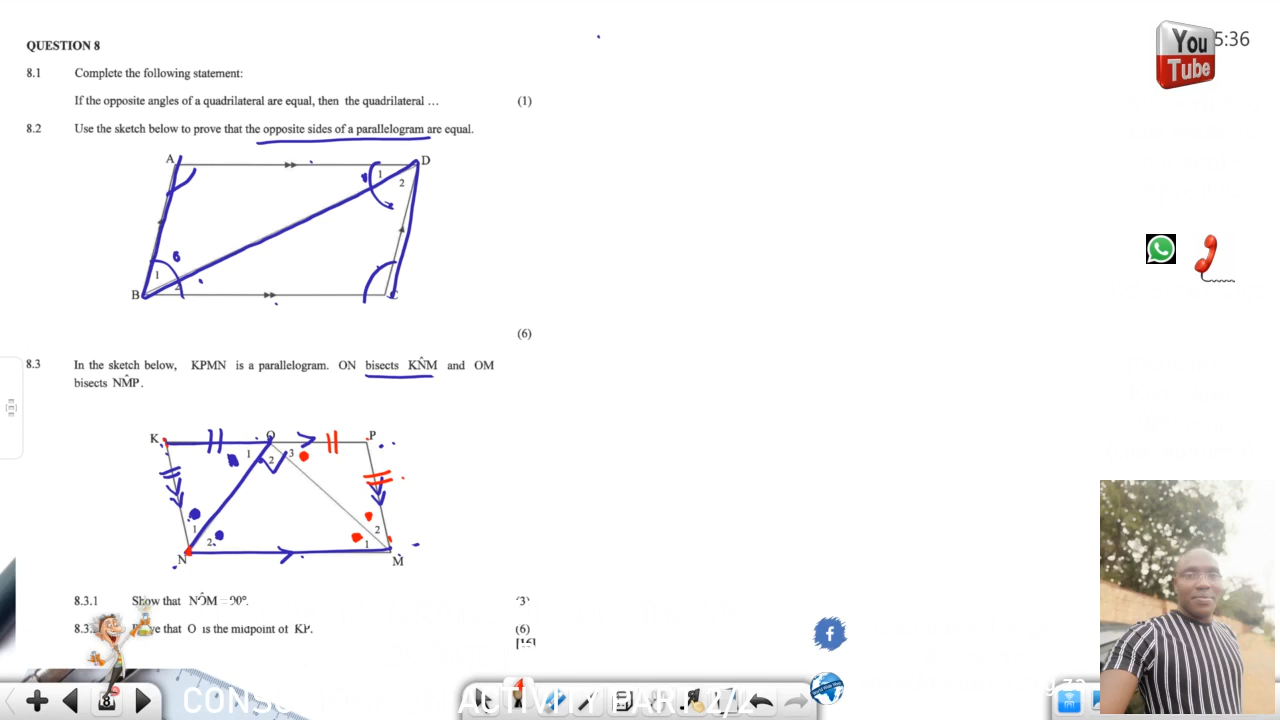 You
Tube
5:36
QUESTION 8
8.1 Complete the following statement:
If the opposite angles of a quadrilateral are equal, then the quadrilateral … (1)
8.2 Use the sketch below to prove that the opposite sides of a parallelogram are equal.
A
D
1
2
1
B
(6)
8.3 In the sketch below, KPMN is a parallelogram. ON bisects KN̂M and OM
bisects NM̂P.
K
O
P
1
2
3
1
2
2
1
N
M
8.3.1 Show that NÔM = 90°. (3)
that O is the midpoint of KP. (6)
[16]
8